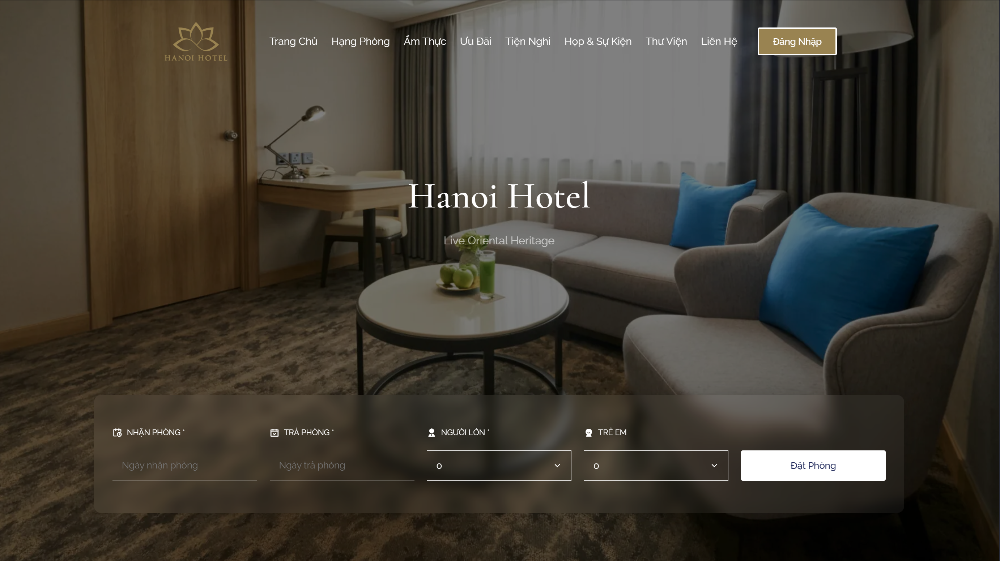 HANOI HOTEL
Trang Chủ Hạng Phòng Ẩm Thực Ưu Đãi Tiện Nghi Họp & Sự Kiện Thư Viện Liên Hệ Đăng Nhập
Hanoi Hotel
Live Oriental Heritage
NHẬN PHÒNG * TRẢ PHÒNG * NGƯỜI LỚN * TRẺ EM
Ngày nhận phòng Ngày trả phòng 0 0 Đặt Phòng